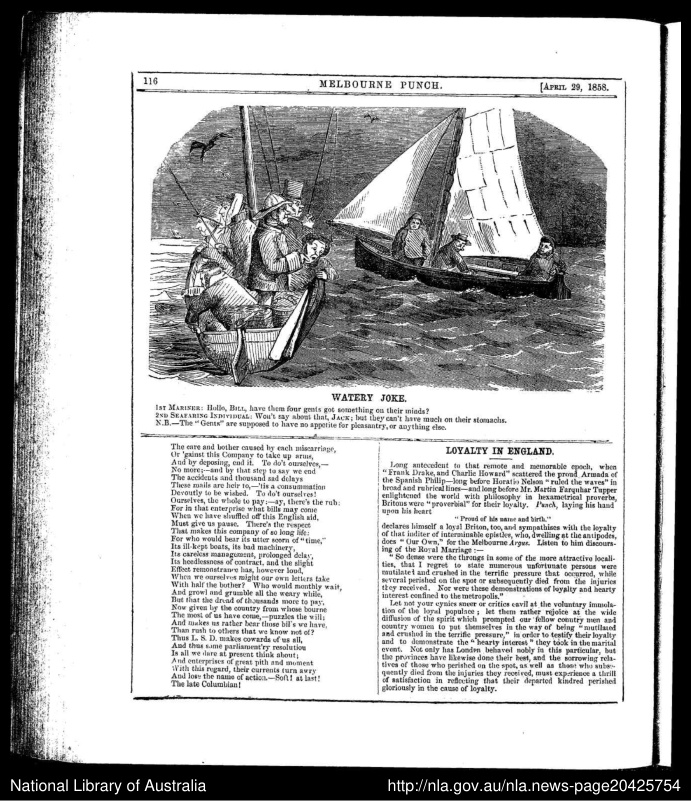 116
MELBOURNE PUNCH.
[APRIL 29, 1858.
WATERY JOKE.
1ST MARINER: Hollo, BILL, have them four gents got something on their minds?
2ND SEAFARING INDIVIDUAL: Won't say about that, JACK; but they can't have much on their stomachs.
N.B.—The "Gents" are supposed to have no appetite for pleasantry, or anything else.
The care and bother caused by each miscarriage,
Or 'gainst this Company to take up arms,
And by deposing, end it. To do't ourselves,—
No more;—and by that step to say we end
The accidents and thousand and delays
These mails are heir to,—'tis a consummation
Devoutly to be wished. To do't ourselves!
Ourselves, the whole to pay;—ay, there's the rub:
For in that enterprise what bills may come
When we have shuffled off this English aid,
Must give us pause. There's the respect
That makes this company of so long life:
For who would bear its utter scorn of "time,"
Its ill-kept boats, its bad machinery,
Its careless management, prolonged delay,
Its heedlessness of contract, and the slight
Effect remonstrance has, however loud,
When we ourselves might our own letters take
With half the bother? Who would monthly wait,
And growl and grumble all the weary while,
But that the dread of thousands more to pay,
Now given by the country from whose bourne
The most of us have come,—puzzles the will;
And makes us rather bear those bills we have,
Than rush to others that we know not of?
Thus L. S. D. makes cowards of us all,
And thus some parliament'ry resolution
Is all we dare at present think about;
And enterprises of great pith and moment
With this regard, their currents turn awry
And lose the name of action.—Soft! at last!
The late Columbian!
LOYALTY IN ENGLAND.
Long antecedent to that remote and memorable epoch, when
"Frank Drake, and Charlie Howard" scattered the proud Armada of
the Spanish Philip—long before Horatio Nelson "ruled the waves" in
broad and rubrical lines—and long before Mr. Martin Farquhar Tupper
enlightened the world with philosophy in hexametrical proverbs,
Britons were "proverbial" for their loyalty. Punch, laying his hand
upon his heart
"Proud of his name and birth,"
declares himself a loyal Briton, too, and sympathises with the loyalty
of that inditer of interminable epistles, who, dwelling at the antipodes,
does "Our Own," for the Melbourne Argus. Listen to him discours-
ing of the Royal Marriage:—
"So dense were the throngs in some of the more attractive locali-
ties, that I regret to state numerous unfortunate persons were
mutilated and crushed in the terrific pressure that occurred, while
several perished on the spot or subsequently died from the injuries
they received. Nor were these demonstrations of loyalty and hearty
interest confined to the metropolis."
Let not your cynics sneer or critics cavil at the voluntary immola-
tion of the loyal populace; let them rather rejoice at the wide
diffusion of the spirit which prompted our fellow country men and
country women to put themselves in the way of being "mutilated
and crushed in the terrific pressure," in order to testify their loyalty
and to demonstrate the "hearty interest" they took in the marital
event. Not only has London behaved nobly in this particular, but
the provinces have likewise done their best, and the sorrowing rela-
tives of those who perished on the spot, as well as those who subse-
quently died from the injuries they received, must experience a thrill
of satisfaction in reflecting that their departed kindred perished
gloriously in the cause of loyalty.
National Library of Australia
http://nla.gov.au/nla.news-page20425754